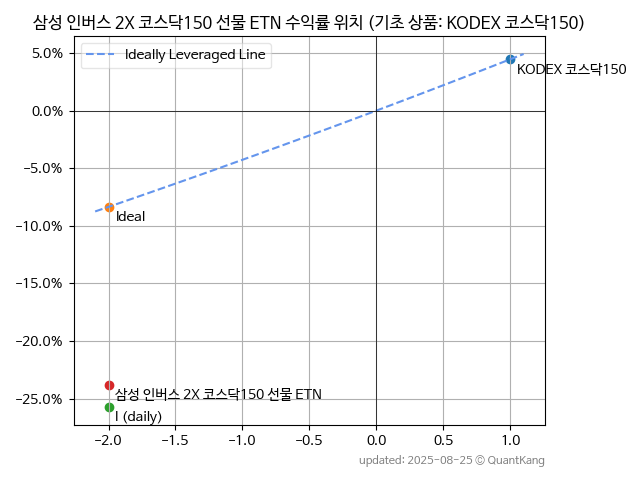 삼성 인버스 2X 코스닥150 선물 ETN 수익률 위치 (기초 상품: KODEX 코스닥150)
5.0%
Ideally Leveraged Line
KODEX 코스닥150
0.0%
-5.0%
-10.0%
Ideal
-15.0%
-20.0%
삼성 인버스 2X 코스닥150 선물 ETN
-25.0%
I (daily)
-2.0 -1.5 -1.0 -0.5 0.0 0.5 1.0
updated: 2025-08-25 © QuantKang